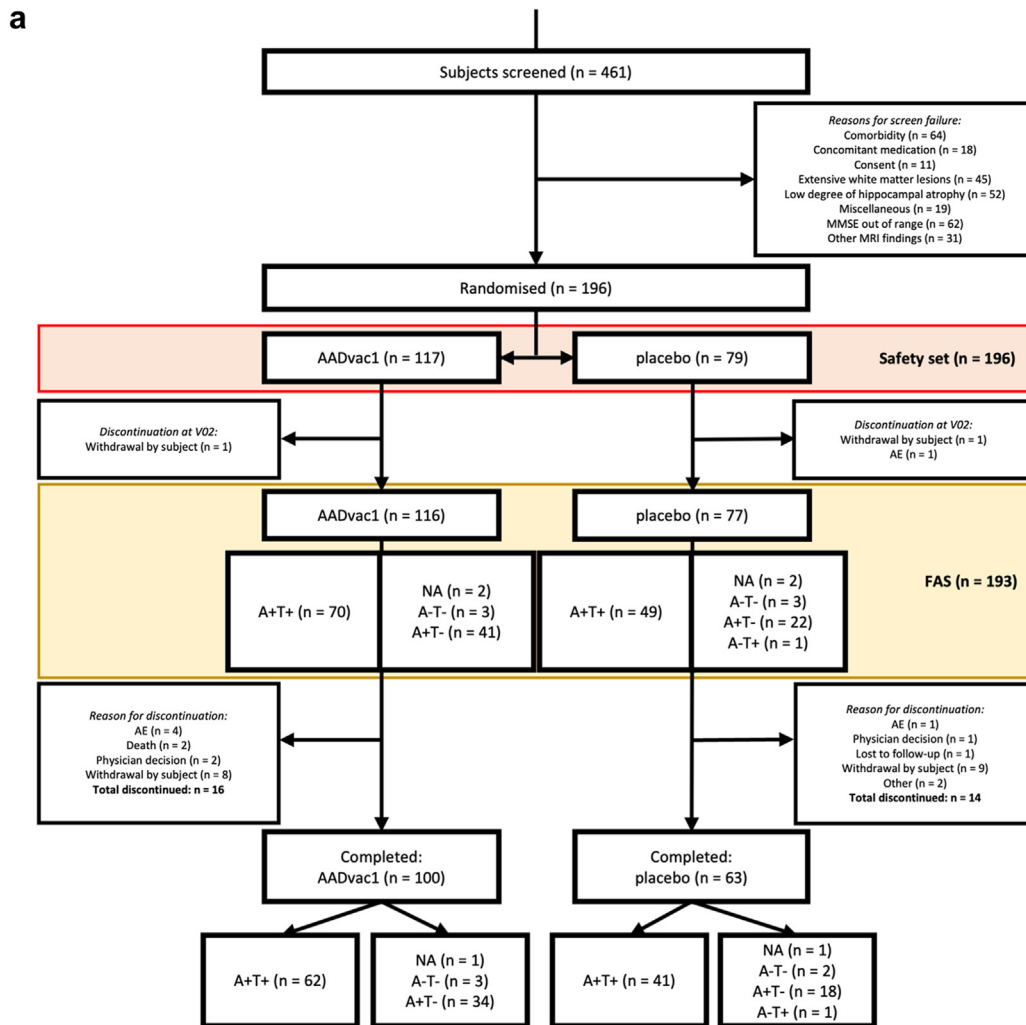 a
Subjects screened (n = 461)
Reasons for screen failure:
Comorbidity (n = 64)
Concomitant medication (n = 18)
Consent (n = 11)
Extensive white matter lesions (n = 45)
Low degree of hippocampal atrophy (n = 52)
Miscellaneous (n = 19)
MMSE out of range (n = 62)
Other MRI findings (n = 31)
Randomised (n = 196)
AADvac1 (n = 117)
placebo (n = 79)
Safety set (n = 196)
Discontinuation at V02:
Withdrawal by subject (n = 1)
Discontinuation at V02:
Withdrawal by subject (n = 1)
AE (n = 1)
AADvac1 (n = 116)
placebo (n = 77)
FAS (n = 193)
A+T+ (n = 70)
NA (n = 2)
A-T- (n = 3)
A+T- (n = 41)
A+T+ (n = 49)
NA (n = 2)
A-T- (n = 3)
A+T- (n = 22)
A-T+ (n = 1)
Reason for discontinuation:
AE (n = 4)
Death (n = 2)
Physician decision (n = 2)
Withdrawal by subject (n = 8)
Total discontinued: n = 16
Reason for discontinuation:
AE (n = 1)
Physician decision (n = 1)
Lost to follow-up (n = 1)
Withdrawal by subject (n = 9)
Other (n = 2)
Total discontinued: n = 14
Completed:
AADvac1 (n = 100)
Completed:
placebo (n = 63)
A+T+ (n = 62)
NA (n = 1)
A-T- (n = 3)
A+T- (n = 34)
A+T+ (n = 41)
NA (n = 1)
A-T- (n = 2)
A+T- (n = 18)
A-T+ (n = 1)